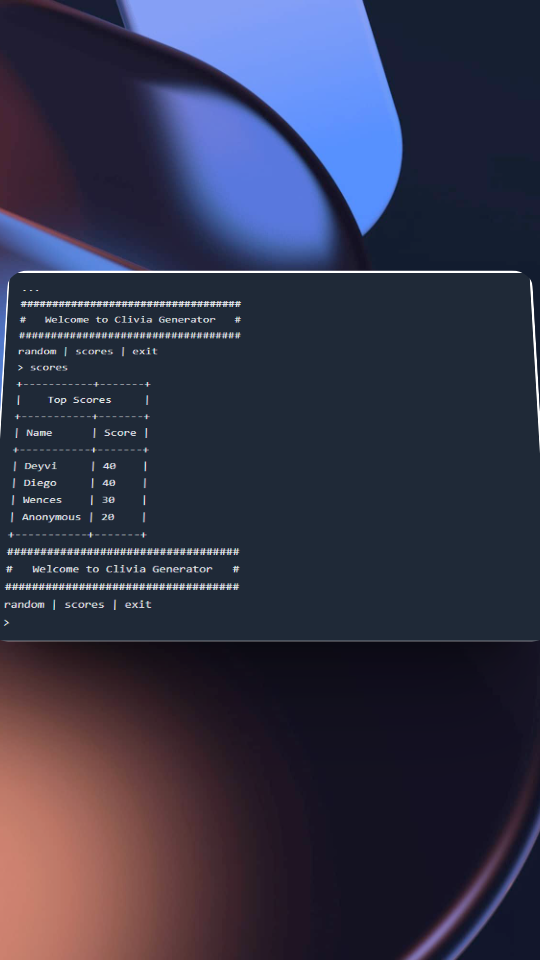 ...
###################################
#   Welcome to Clivia Generator   #
###################################
random | scores | exit
> scores
+-----------+-------+
|    Top Scores     |
+-----------+-------+
| Name      | Score |
+-----------+-------+
| Deyvi     | 40    |
| Diego     | 40    |
| Wences    | 30    |
| Anonymous | 20    |
+-----------+-------+
###################################
#   Welcome to Clivia Generator   #
###################################
random | scores | exit
>